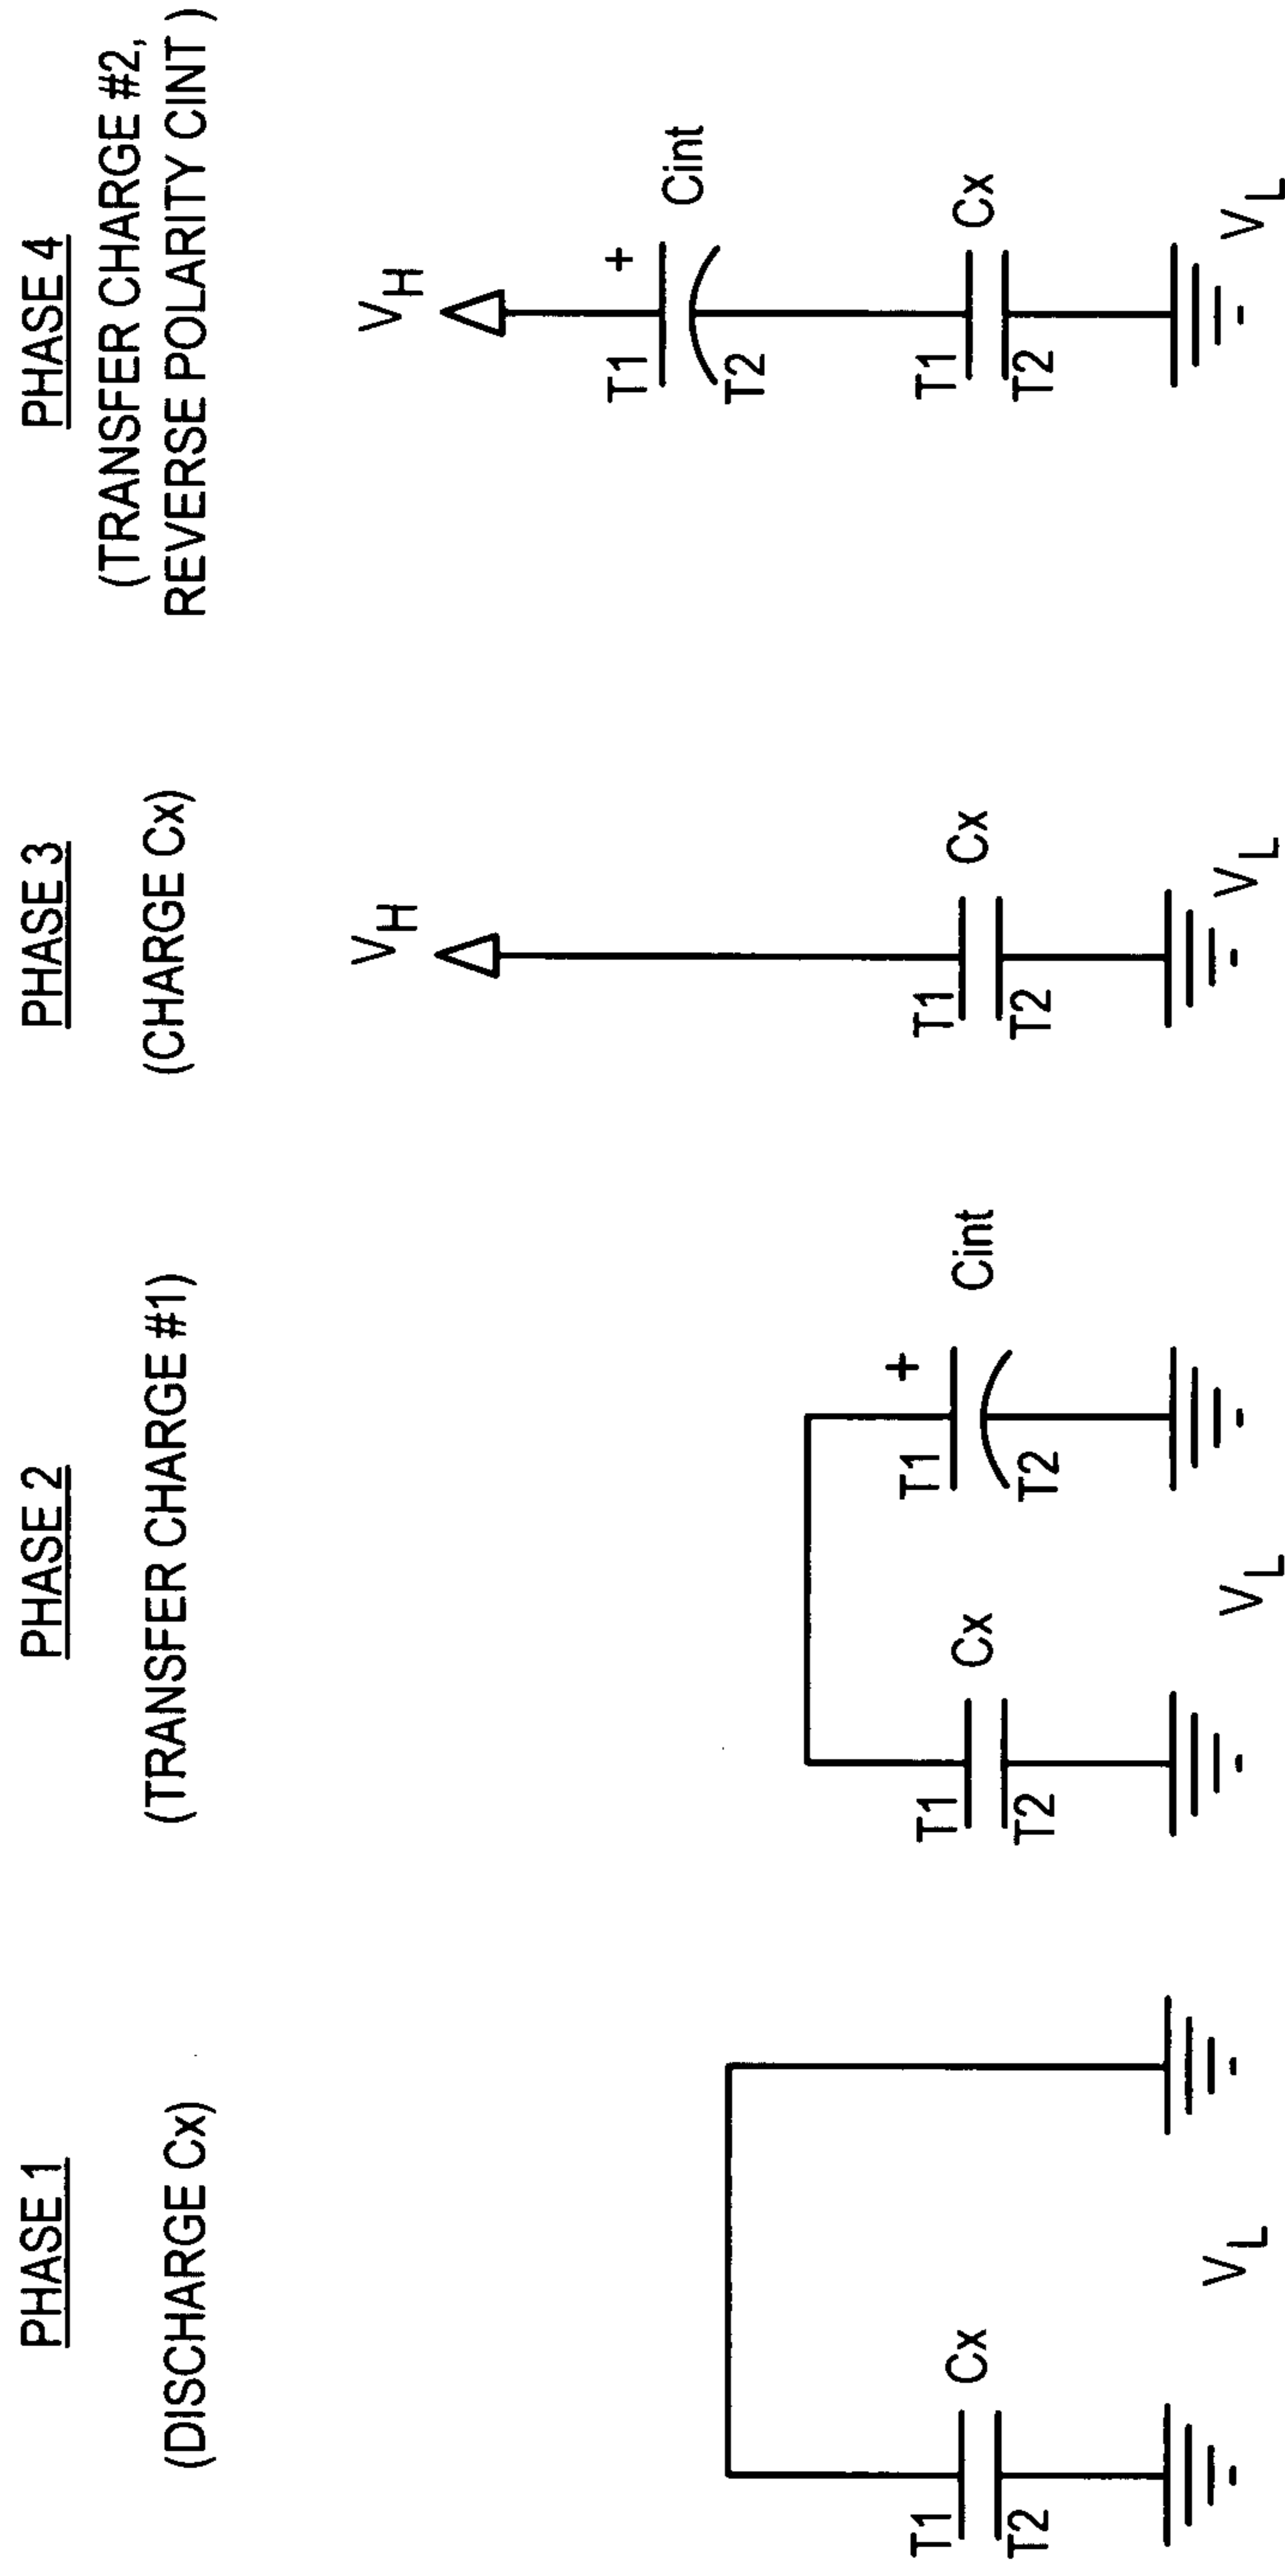 PHASE 1
(DISCHARGE Cx)
T1
T2
Cx
VL
PHASE 2
(TRANSFER CHARGE #1)
T1
T2
Cx
VL
T1
+
T2
Cint
PHASE 3
(CHARGE Cx)
VH
T1
T2
Cx
VL
PHASE 4
(TRANSFER CHARGE #2,
REVERSE POLARITY CINT )
VH
T1
+
T2
Cint
T1
T2
Cx
VL